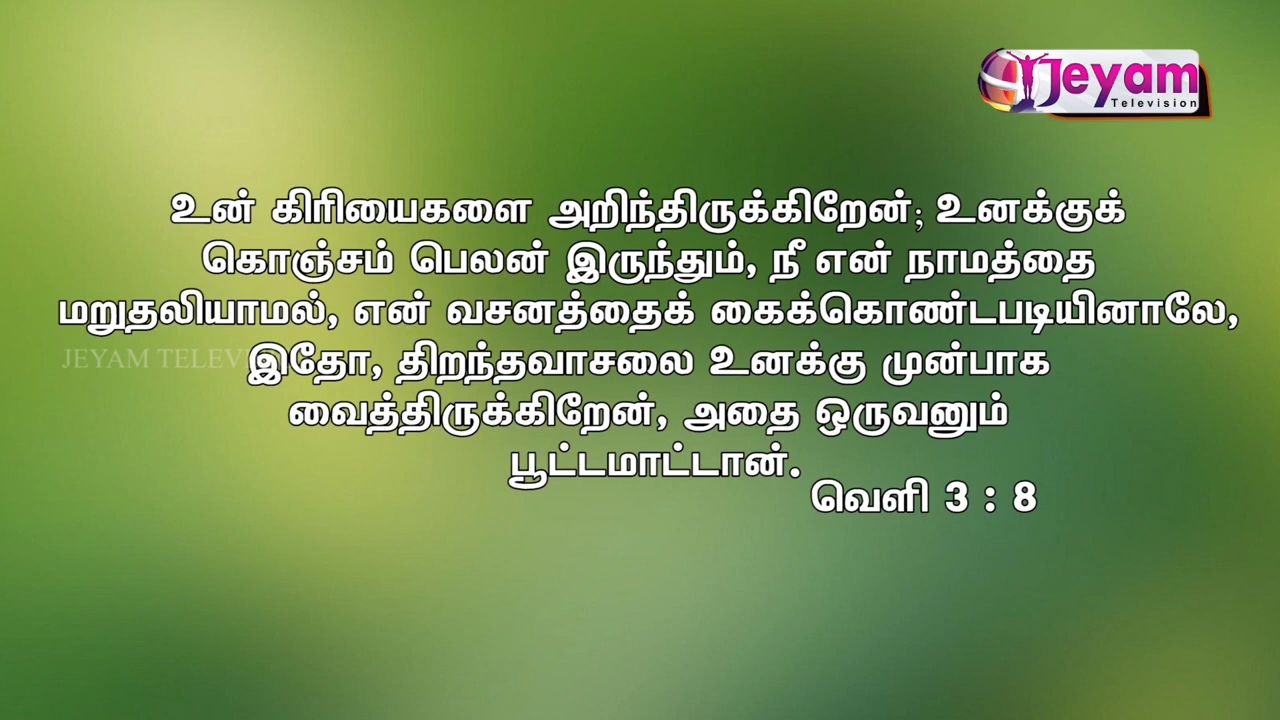 Jeyam
Television
உன் கிரியைகளை அறிந்திருக்கிறேன்; உனக்குக்
கொஞ்சம் பெலன் இருந்தும், நீ என் நாமத்தை
மறுதலியாமல், என் வசனத்தைக் கைக்கொண்டபடியினாலே,
JEYAM TELEVI
இதோ, திறந்தவாசலை உனக்கு முன்பாக
வைத்திருக்கிறேன், அதை ஒருவனும்
பூட்டமாட்டான்.
வெளி 3 : 8